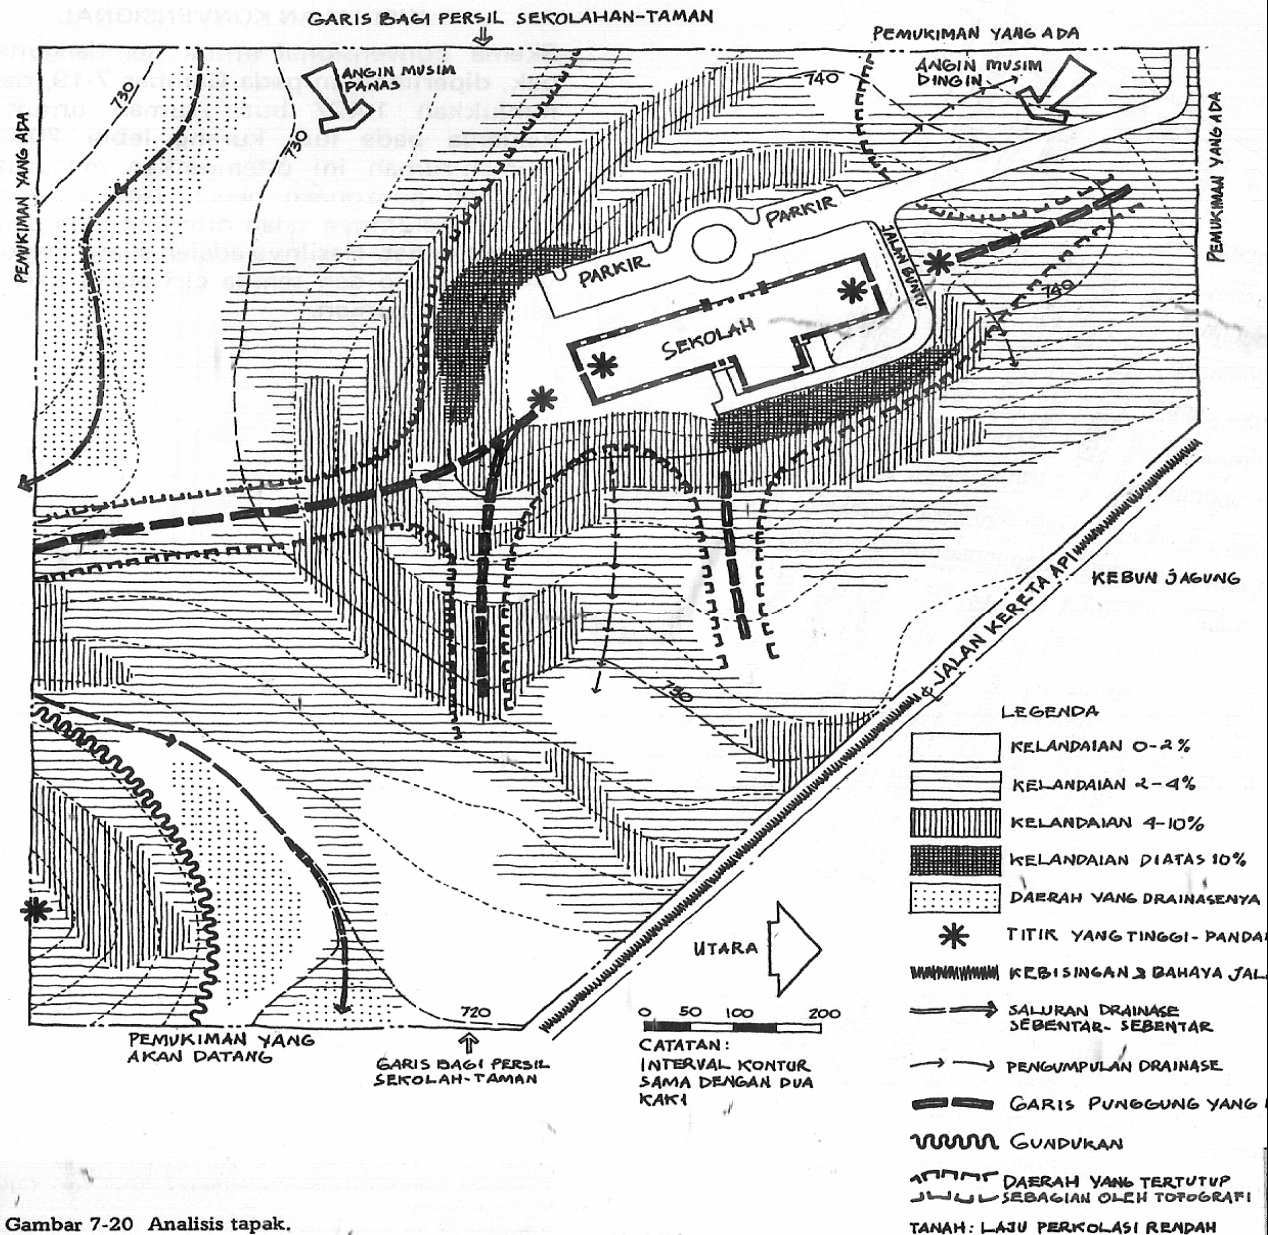 GARIS BAGI PERSIL SEKOLAHAN-TAMAN
PEMUKIMAN YANG ADA
ANGIN MUSIM
PANAS
ANGIN MUSIM
DINGIN
730
730
740
PEMUKIMAN YANG ADA
PEMUKIMAN YANG ADA
PARKIR
PARKIR
JALAN BUNTU
SEKOLAH
740
KEBUN JAGUNG
& JALAN KERETA API
730
LEGENDA
KELANDAIAN 0-2%
KELANDAIAN 2-4%
KELANDAIAN 4-10%
KELANDAIAN DIATAS 10%
DAERAH YANG DRAINASENYA
TITIK YANG TINGGI-PANDA
KEBISINGAN & BAHAYA JAL
SALURAN DRAINASE
SEBENTAR-SEBENTAR
PENGUMPULAN DRAINASE
GARIS PUNGGUNG YANG
GUNDUKAN
DAERAH YANG TERTUTUP
SEBAGIAN OLEH TOPOGRAFI
TANAH: LAJU PERKOLASI RENDAH
UTARA
0 50 100 200
CATATAN:
INTERVAL KONTUR
SAMA DENGAN DUA
KAKI
720
PEMUKIMAN YANG
AKAN DATANG
GARIS BAGI PERSIL
SEKOLAH-TAMAN
Gambar 7-20 Analisis tapak.